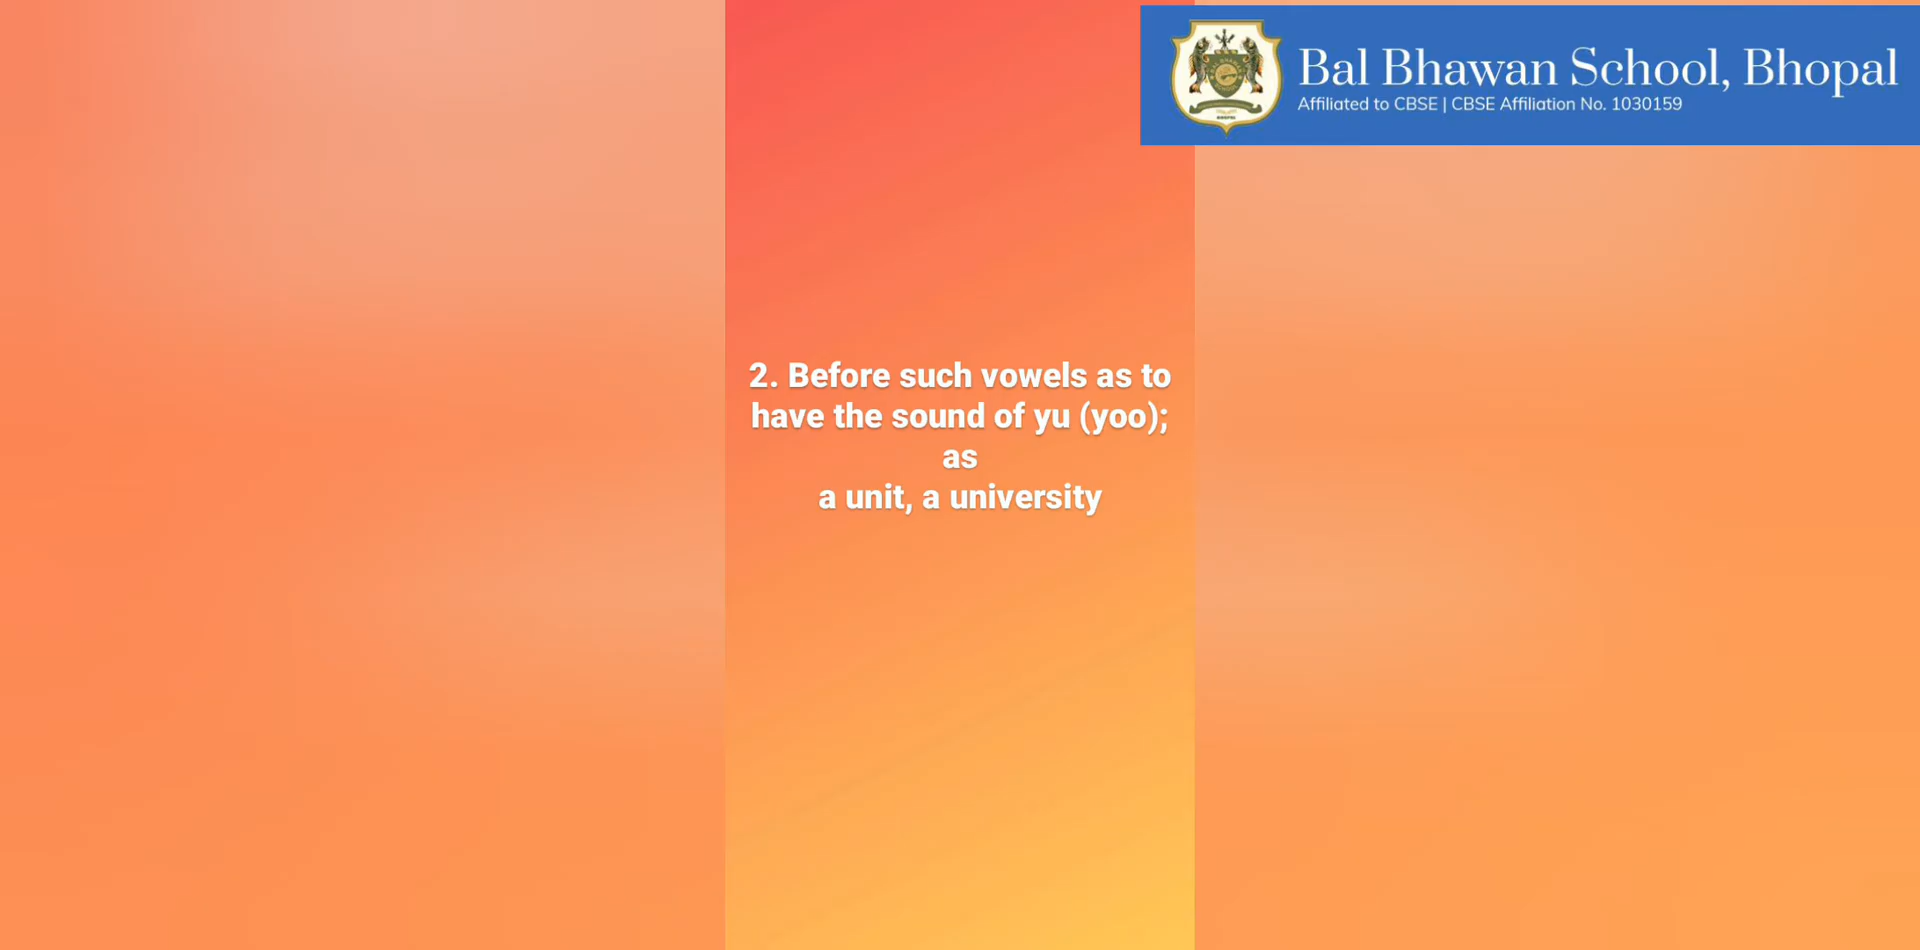 Bal Bhawan School, Bhopal
Affiliated to CBSE | CBSE Affiliation No. 1030159
2. Before such vowels as to
have the sound of yu (yoo);
as
a unit, a university